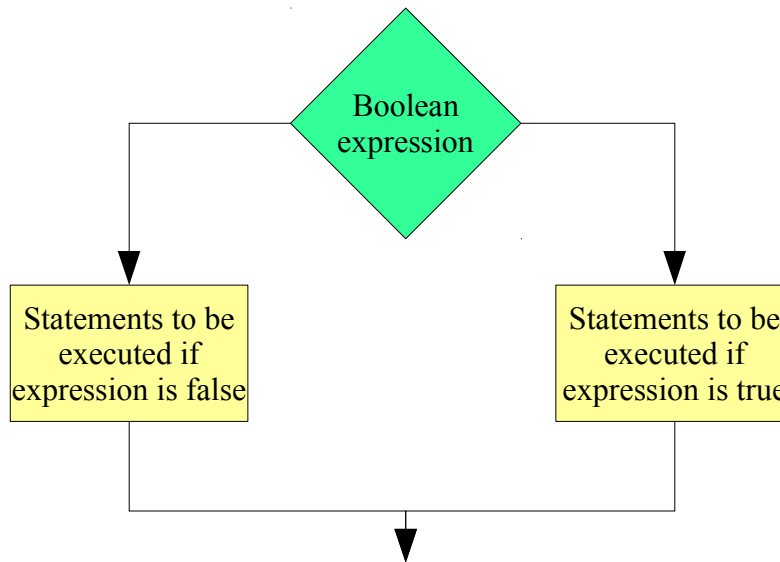 Boolean
expression
Statements to be
executed if
expression is false
Statements to be
executed if
expression is true